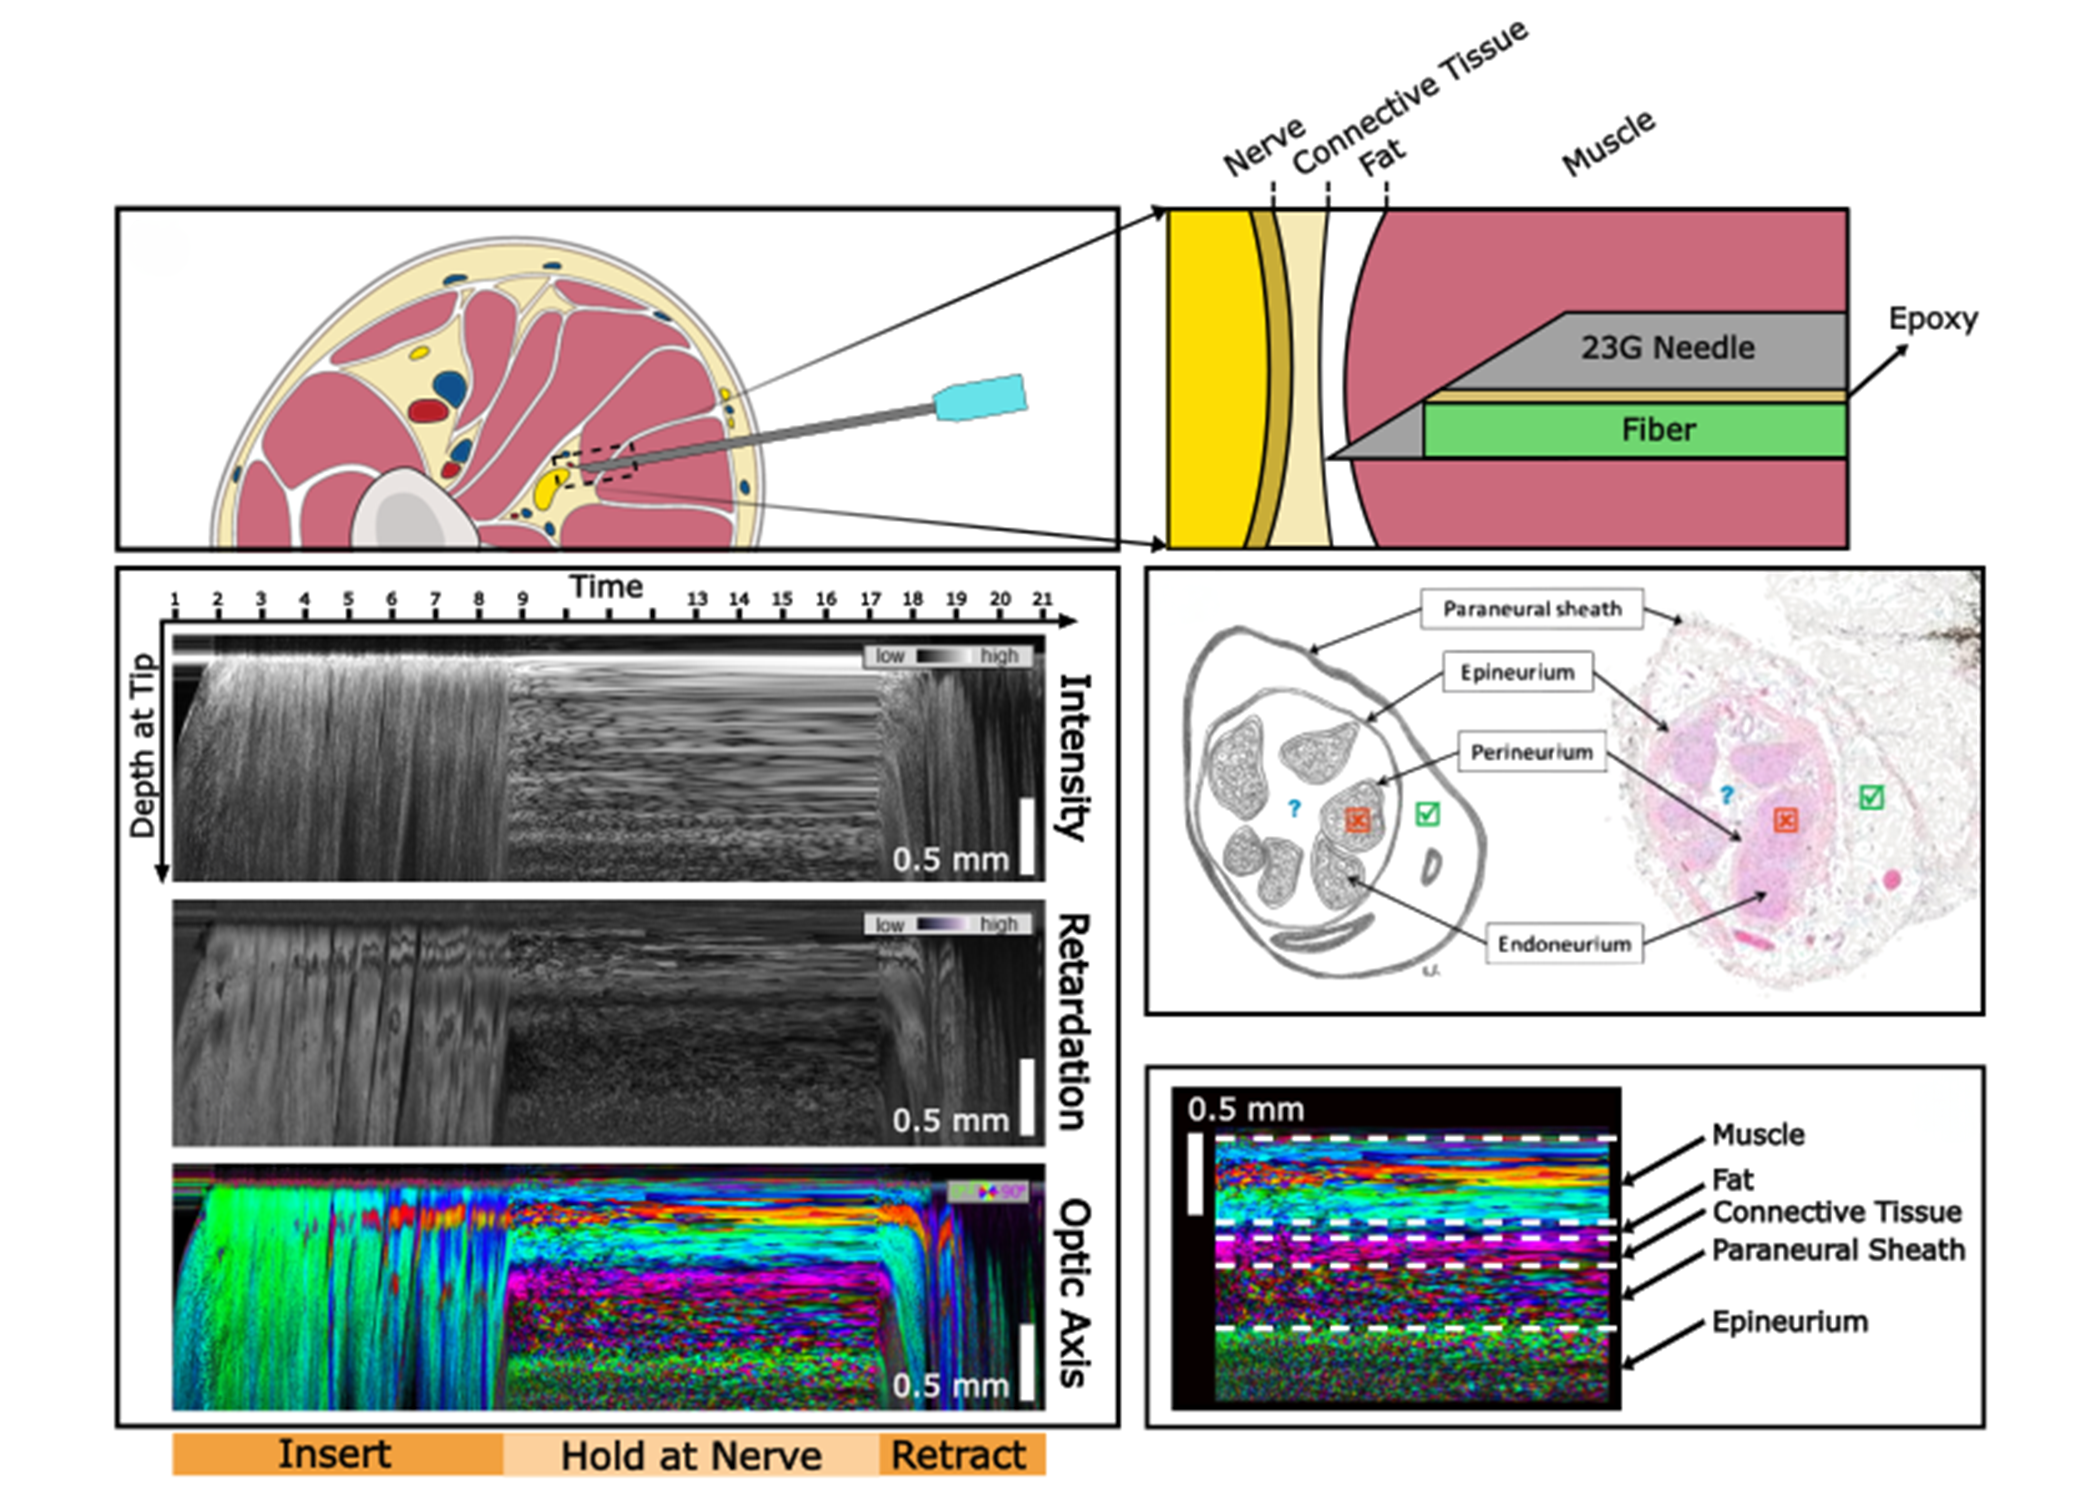 Nerve
Connective Tissue
Fat
Muscle
23G Needle
Fiber
Epoxy
Time
1 2 3 4 5 6 7 8 9 13 14 15 16 17 18 19 20 21
Depth at Tip
low high
0.5 mm
Intensity
low high
0.5 mm
Retardation
90°
0.5 mm
Optic Axis
Insert
Hold at Nerve
Retract
Paraneural sheath
Epineurium
Perineurium
? ?
Endoneurium
0.5 mm
Muscle
Fat
Connective Tissue
Paraneural Sheath
Epineurium